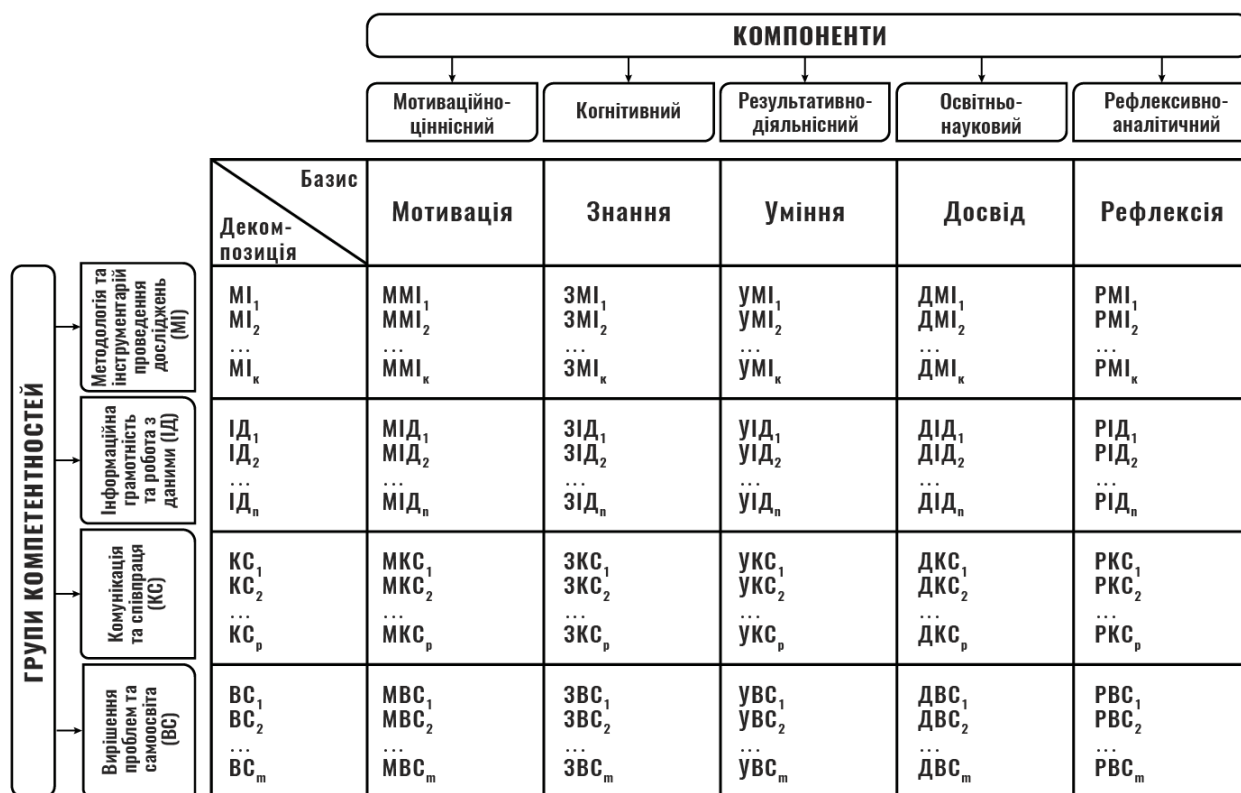 КОМПОНЕНТИ
Мотиваційно-
ціннісний
Когнітивний
Результативно-
діяльнісний
Освітньо-
науковий
Рефлексивно-
аналітичний
Базис
Деком-
позиція
Мотивація
Знання
Уміння
Досвід
Рефлексія
ГРУПИ КОМПЕТЕНТНОСТЕЙ
Методологія та
інструментарій
проведення
досліджень
(МІ)
МІ₁ ММІ₁ ЗМІ₁ УМІ₁ ДМІ₁ РМІ₁
МІ₂ ММІ₂ ЗМІ₂ УМІ₂ ДМІ₂ РМІ₂
... ... ... ... ... ...
МІк ММІк ЗМІк УМІк ДМІк РМІк
Інформаційна
грамотність
та робота з
даними (ІД)
ІД₁ МІД₁ ЗІД₁ УІД₁ ДІД₁ РІД₁
ІД₂ МІД₂ ЗІД₂ УІД₂ ДІД₂ РІД₂
... ... ... ... ... ...
ІДn МІДn ЗІДn УІДn ДІДn РІДn
Комунікація
та співпраця
(КС)
КС₁ МКС₁ ЗКС₁ УКС₁ ДКС₁ РКС₁
КС₂ МКС₂ ЗКС₂ УКС₂ ДКС₂ РКС₂
... ... ... ... ... ...
КСp МКСp ЗКСp УКСp ДКСp РКСp
Вирішення
проблем та
самоосвіта
(ВС)
ВС₁ МВС₁ ЗВС₁ УВС₁ ДВС₁ РВС₁
ВС₂ МВС₂ ЗВС₂ УВС₂ ДВС₂ РВС₂
... ... ... ... ... ...
ВСm МВСm ЗВСm УВСm ДВСm РВСm